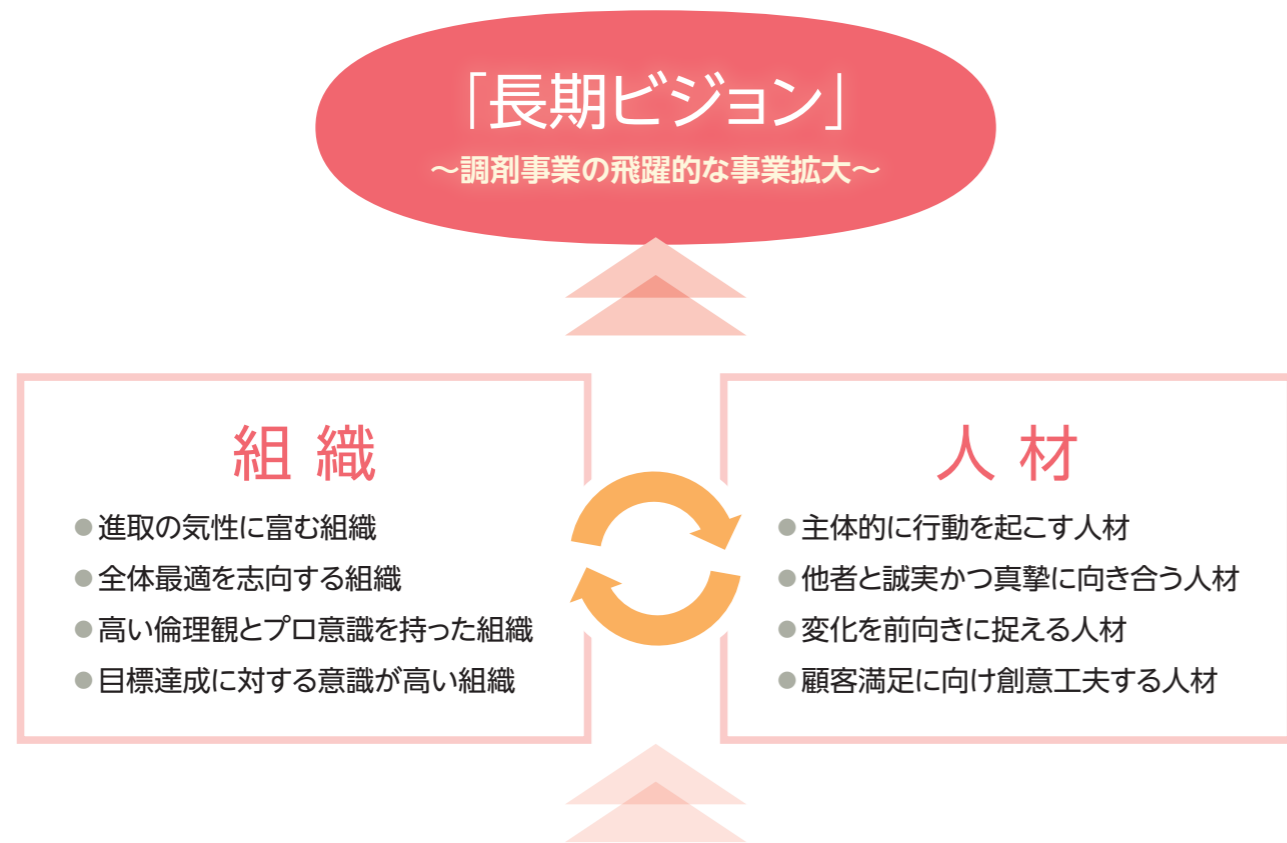 「長期ビジョン」
～調剤事業の飛躍的な事業拡大～
組織
●進取の気性に富む組織
●全体最適を志向する組織
●高い倫理観とプロ意識を持った組織
●目標達成に対する意識が高い組織
人材
●主体的に行動を起こす人材
●他者と誠実かつ真摯に向き合う人材
●変化を前向きに捉える人材
●顧客満足に向け創意工夫する人材